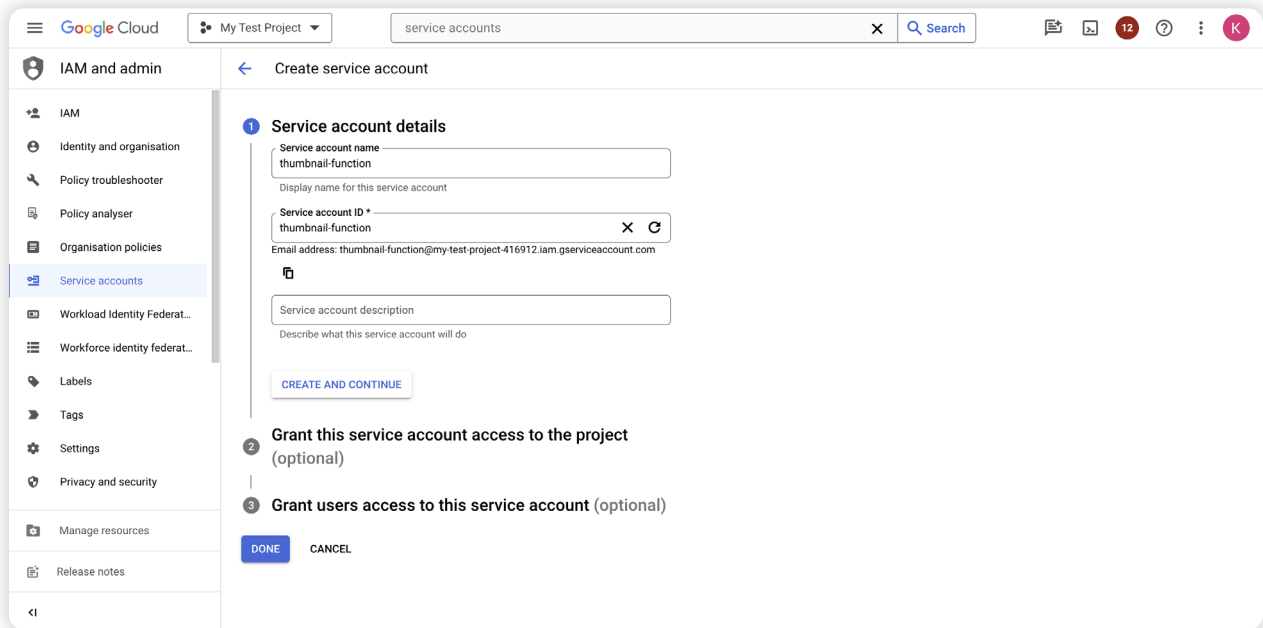 Google Cloud
My Test Project
service accounts
Search
12
K
IAM and admin
Create service account
IAM
Identity and organisation
Policy troubleshooter
Policy analyser
Organisation policies
Service accounts
Workload Identity Federat...
Workforce identity federat...
Labels
Tags
Settings
Privacy and security
Manage resources
Release notes
1
Service account details
Service account name
thumbnail-function
Display name for this service account
Service account ID *
thumbnail-function
Email address: thumbnail-function@my-test-project-416912.iam.gserviceaccount.com
Service account description
Describe what this service account will do
CREATE AND CONTINUE
2
Grant this service account access to the project
(optional)
3
Grant users access to this service account (optional)
DONE
CANCEL